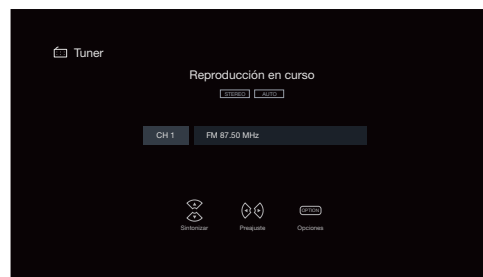 Tuner
Reproducción en curso
STEREO AUTO
CH 1 FM 87.50 MHz
OPTION
Sintonizar Preajuste Opciones